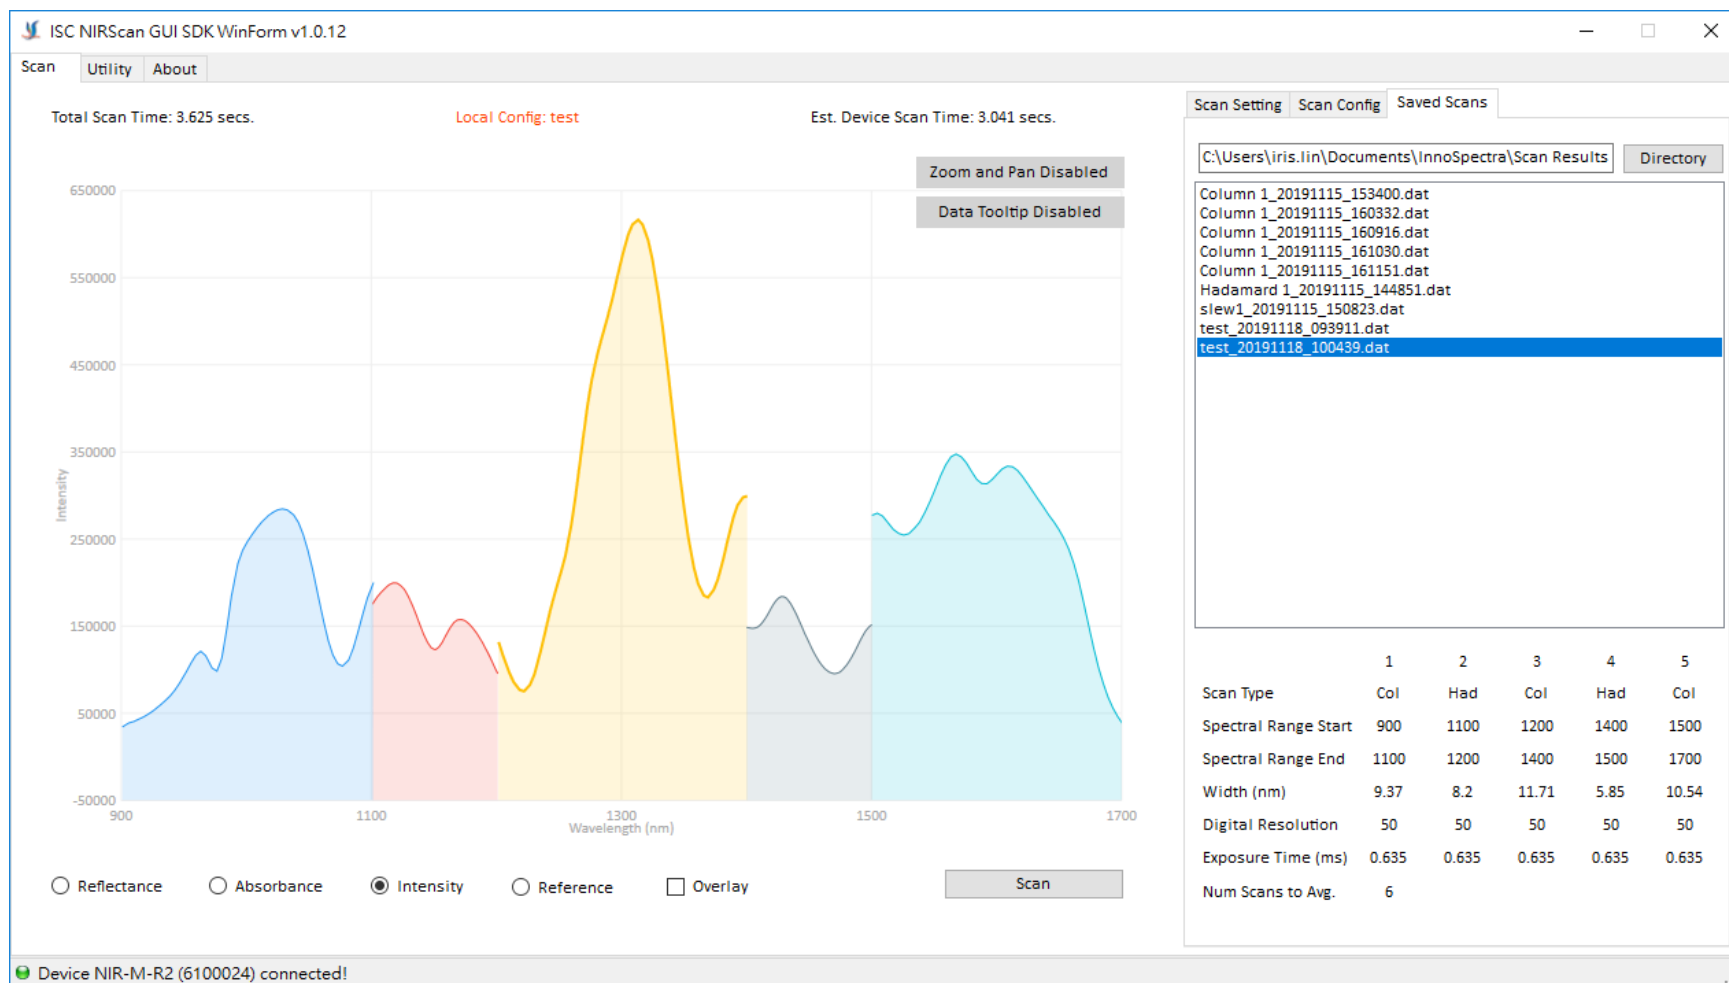 ISC NIRScan GUI SDK WinForm v1.0.12
Scan Utility About
Total Scan Time: 3.625 secs. Local Config: test Est. Device Scan Time: 3.041 secs.
Zoom and Pan Disabled
Data Tooltip Disabled
650000
550000
450000
350000
250000
150000
50000
-50000
Intensity
900 1100 1300 1500 1700
Wavelength (nm)
Reflectance Absorbance Intensity Reference Overlay Scan
Scan Setting Scan Config Saved Scans
C:\Users\iris.lin\Documents\InnoSpectra\Scan Results Directory
Column 1_20191115_153400.dat
Column 1_20191115_160332.dat
Column 1_20191115_160916.dat
Column 1_20191115_161030.dat
Column 1_20191115_161151.dat
Hadamard 1_20191115_144851.dat
slew1_20191115_150823.dat
test_20191118_093911.dat
test_20191118_100439.dat
1 2 3 4 5
Scan Type Col Had Col Had Col
Spectral Range Start 900 1100 1200 1400 1500
Spectral Range End 1100 1200 1400 1500 1700
Width (nm) 9.37 8.2 11.71 5.85 10.54
Digital Resolution 50 50 50 50 50
Exposure Time (ms) 0.635 0.635 0.635 0.635 0.635
Num Scans to Avg. 6
Device NIR-M-R2 (6100024) connected!